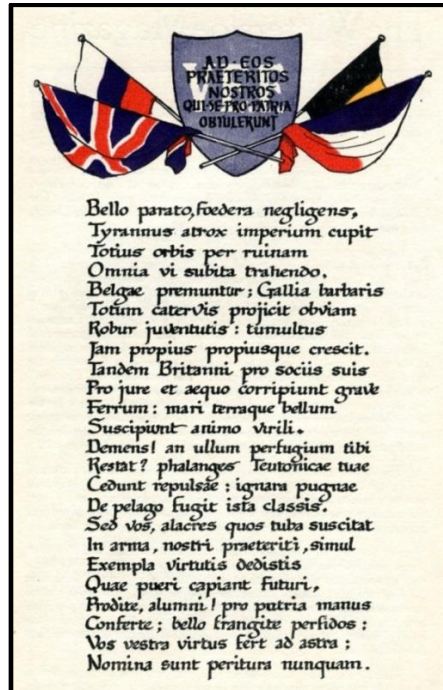 AD·EOS
PRAETERITOS
NOSTROS
QUI·SE·PRO·PATRIA
OBTULERUNT
Bello parato, foedera negligens,
Tyrannus atrox imperium cupit
Totius orbis per ruinam
Omnia vi subita trahendo.
Belgae premuntur; Gallia barbaris
Totum catervis projicit obviam
Robur juventutis: tumultus
Jam propius propiusque crescit.
Tandem Britanni pro sociis suis
Pro jure et aequo corripiunt grave
Ferrum: mari terraque bellum
Suscipiunt animo virili.
Demens! an ullum perfugium tibi
Restat? phalanges Teutonicae tuae
Cedunt repulsae: ignara pugnae
De pelago fugit ista classis.
Sed vos, alacres quos tuba suscitat
In arma, nostri praeteriti, simul
Exempla virtutis dedistis
Quae pueri capiant futuri,
Prodite, alumni! pro patria manus
Conferte; bello frangite perfidos:
Vos vestra virtus fert ad astra;
Nomina sunt peritura nunquam.